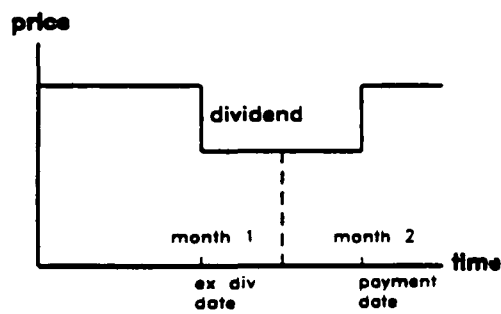 price
dividend
month 1
month 2
time
ex div
date
payment
date